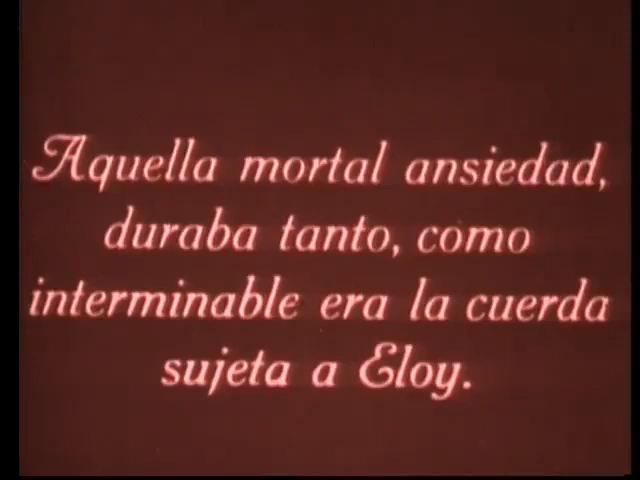 Aquella mortal ansiedad,
duraba tanto, como
interminable era la cuerda
sujeta a Eloy.